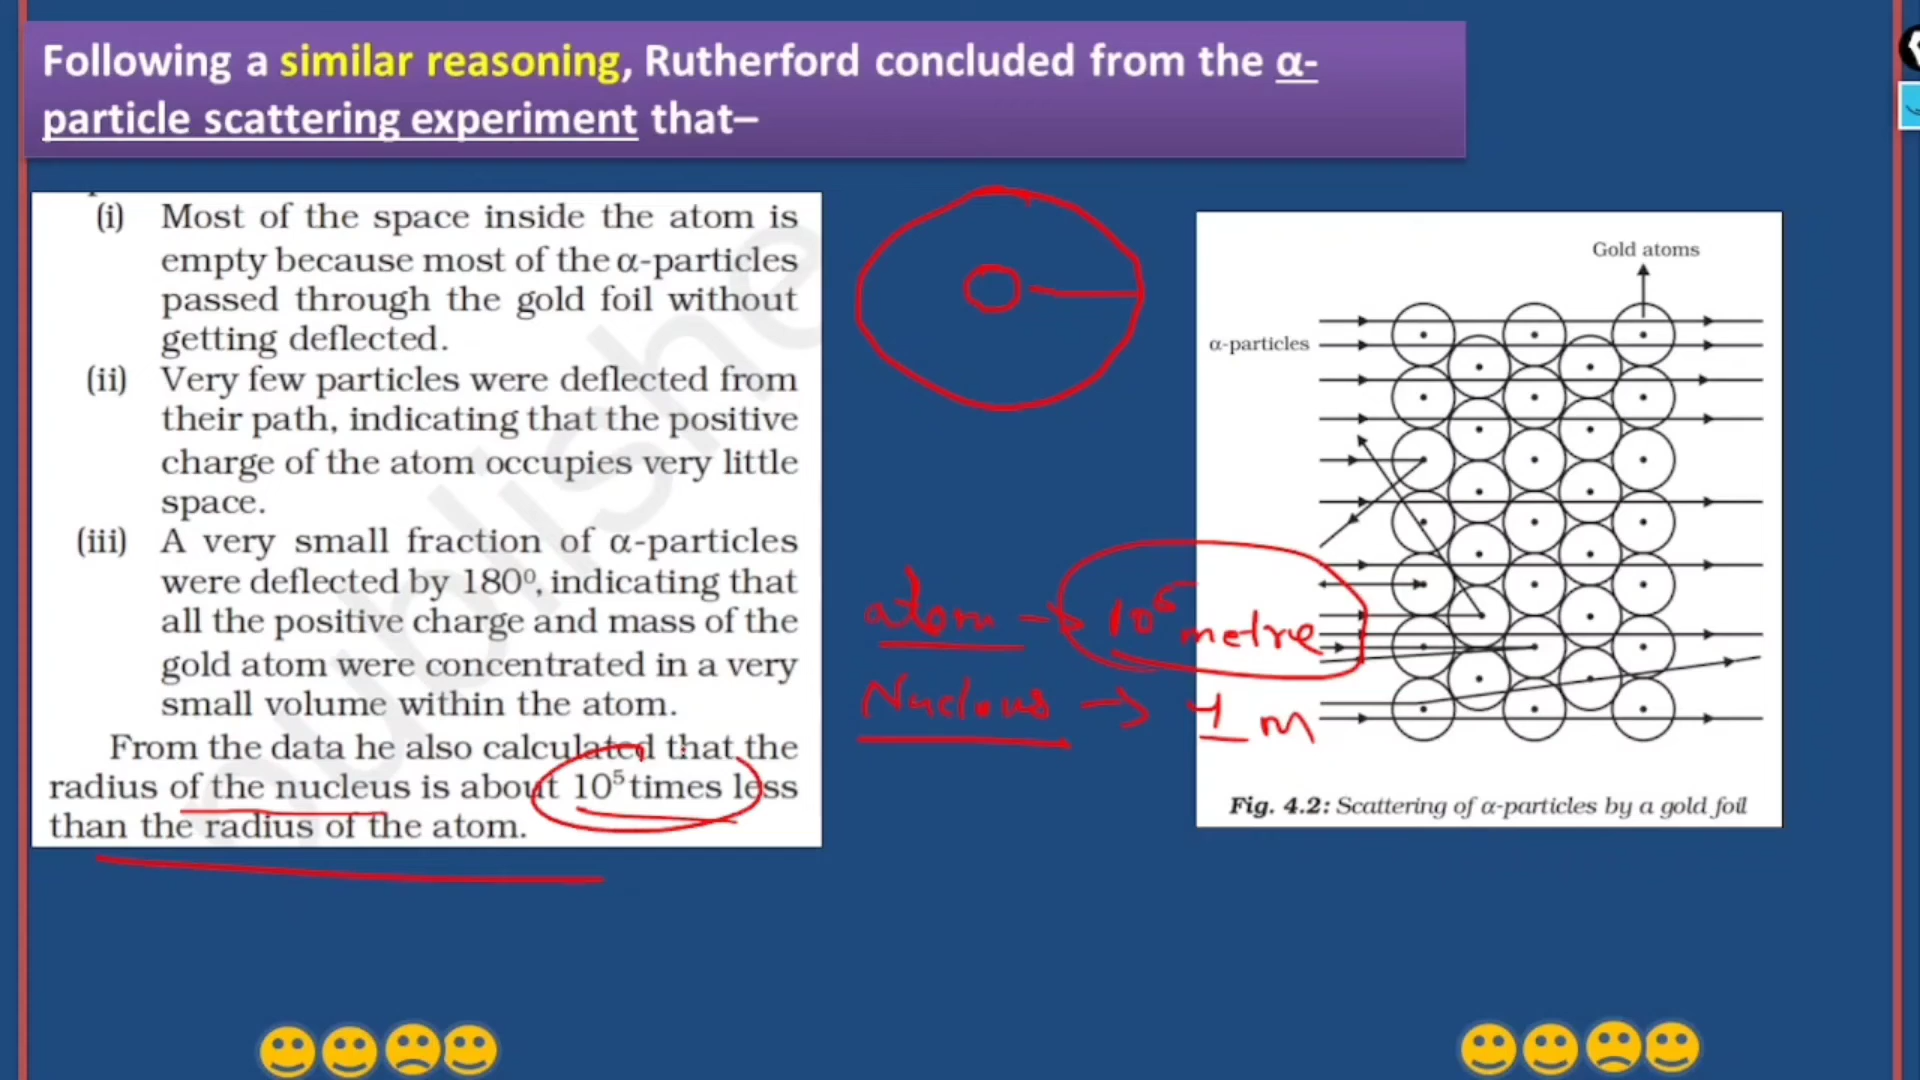 Following a similar reasoning, Rutherford concluded from the α-
particle scattering experiment that–
(i) Most of the space inside the atom is
empty because most of the α-particles
passed through the gold foil without
getting deflected.
(ii) Very few particles were deflected from
their path, indicating that the positive
charge of the atom occupies very little
space.
(iii) A very small fraction of α-particles
were deflected by 180⁰, indicating that
all the positive charge and mass of the
gold atom were concentrated in a very
small volume within the atom.
From the data he also calculated that the
radius of the nucleus is about 10⁵ times less
than the radius of the atom.
atom → 10⁶ metre
Nucleus → 1 m
Gold atoms
α-particles
Fig. 4.2: Scattering of α-particles by a gold foil